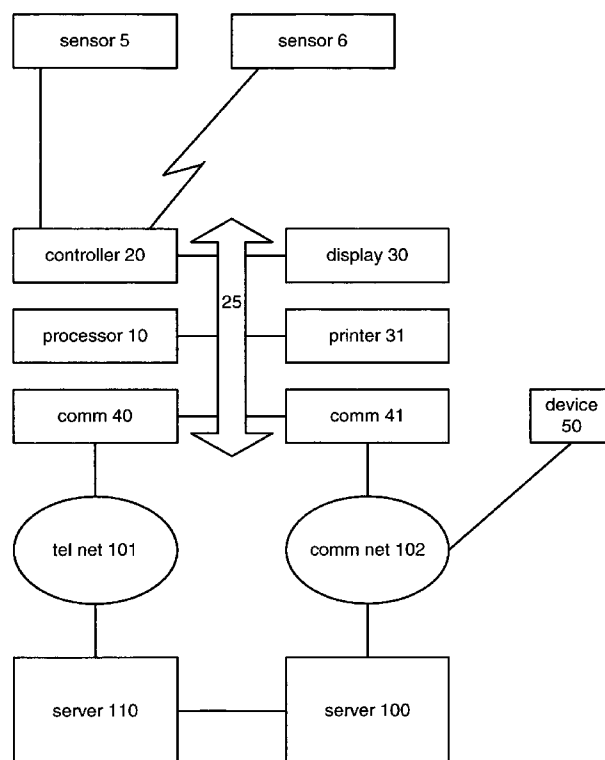 sensor 5
sensor 6
controller 20
display 30
25
processor 10
printer 31
comm 40
comm 41
device
50
tel net 101
comm net 102
server 110
server 100